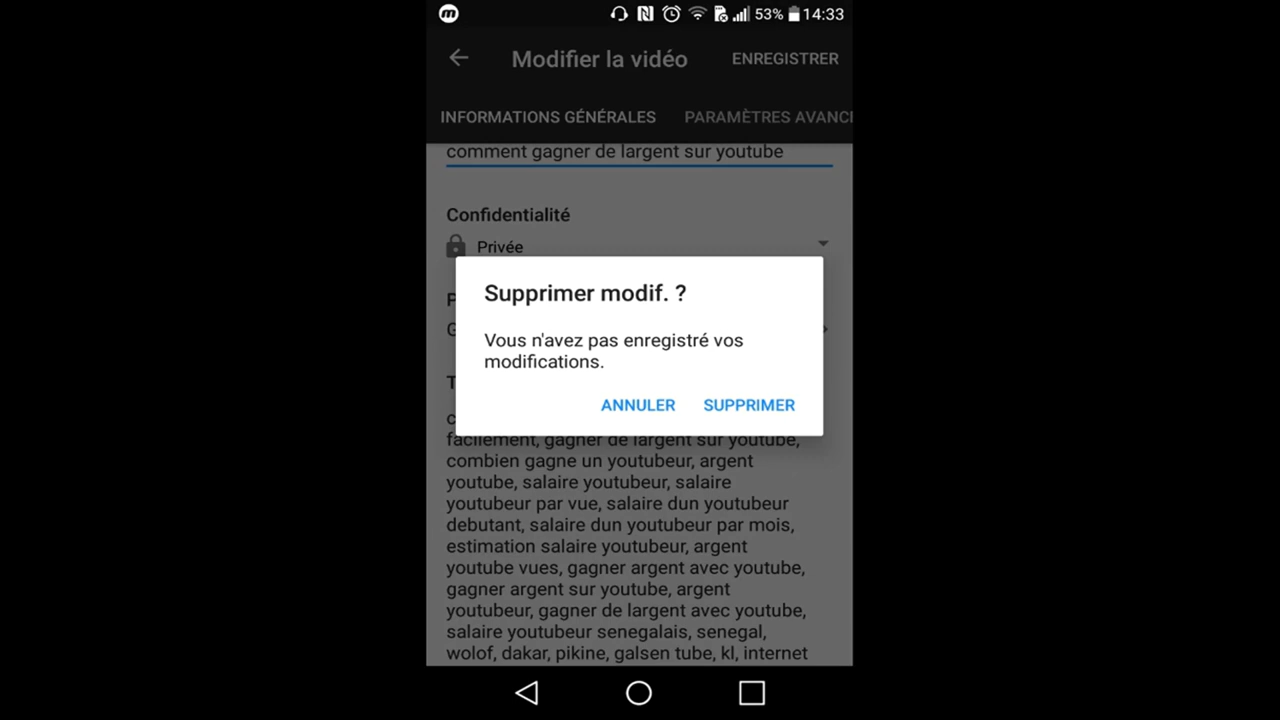 53% 14:33
Modifier la vidéo ENREGISTRER
INFORMATIONS GÉNÉRALES PARAMÈTRES AVANC
comment gagner de largent sur youtube
Confidentialité
Privée
Supprimer modif. ?
Vous n'avez pas enregistré vos
modifications.
ANNULER SUPPRIMER
facilement, gagner de largent sur youtube,
combien gagne un youtubeur, argent
youtube, salaire youtubeur, salaire
youtubeur par vue, salaire dun youtubeur
debutant, salaire dun youtubeur par mois,
estimation salaire youtubeur, argent
youtube vues, gagner argent avec youtube,
gagner argent sur youtube, argent
youtubeur, gagner de largent avec youtube,
salaire youtubeur senegalais, senegal,
wolof, dakar, pikine, galsen tube, kl, internet